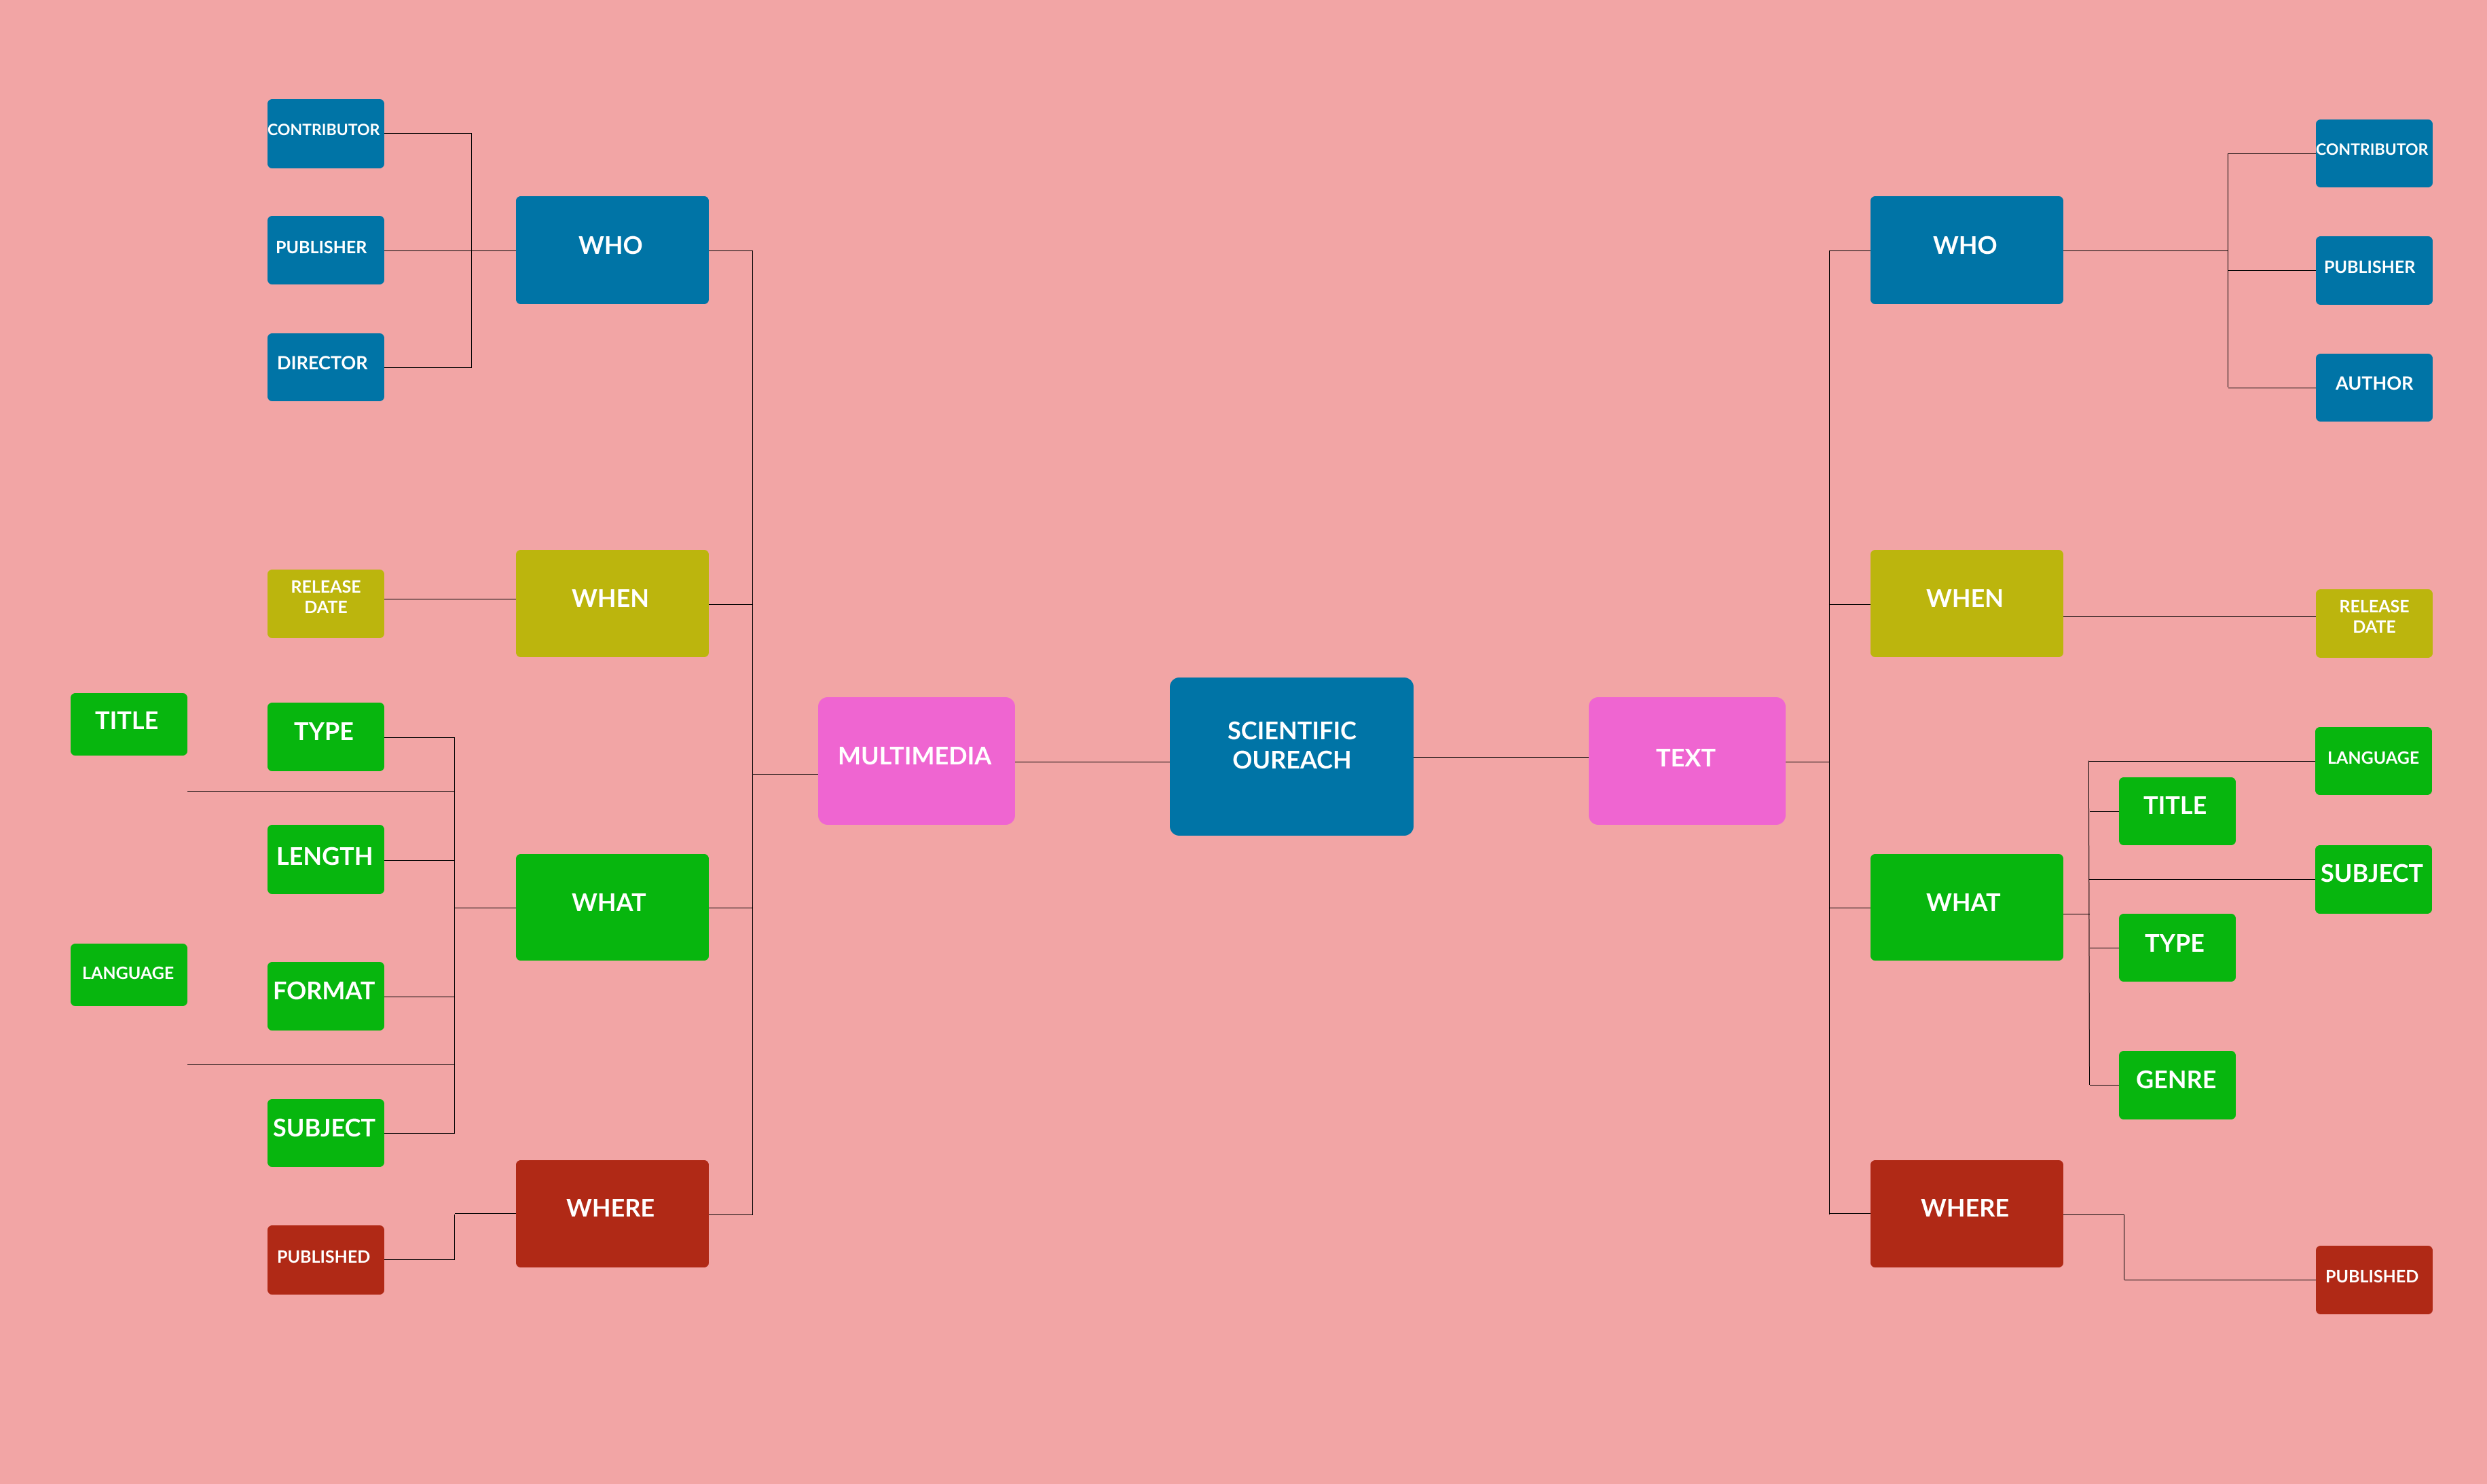 CONTRIBUTOR
PUBLISHER
DIRECTOR
WHO
RELEASE
DATE
WHEN
TITLE
TYPE
LENGTH
LANGUAGE
FORMAT
SUBJECT
WHAT
PUBLISHED
WHERE
MULTIMEDIA
SCIENTIFIC
OUREACH
TEXT
WHO
CONTRIBUTOR
PUBLISHER
AUTHOR
WHEN
RELEASE
DATE
WHAT
LANGUAGE
TITLE
SUBJECT
TYPE
GENRE
WHERE
PUBLISHED